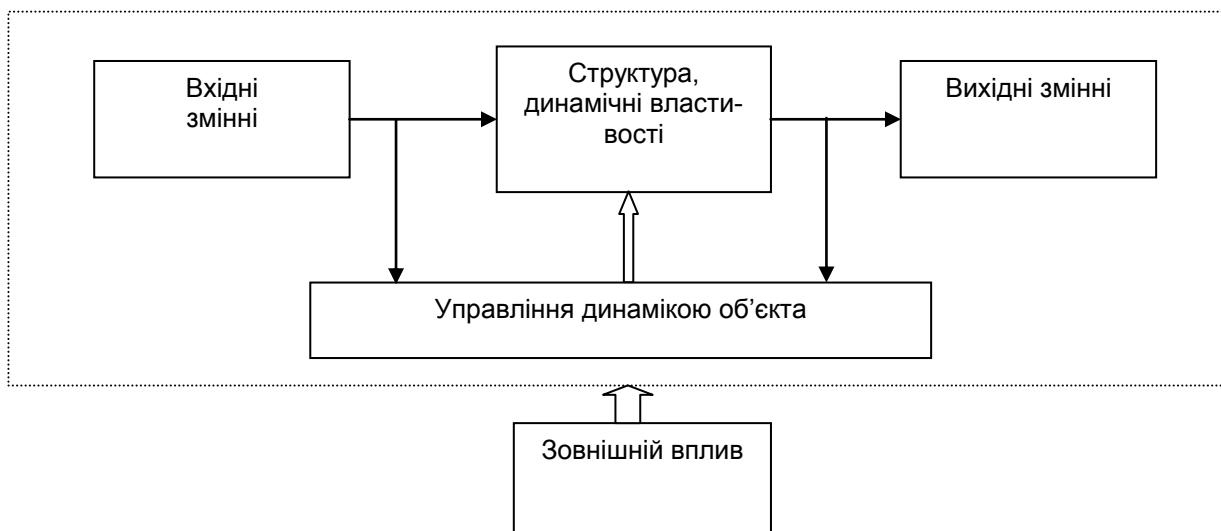 Вхідні
змінні
Структура,
динамічні власти-
вості
Вихідні змінні
Управління динамікою об’єкта
Зовнішній вплив